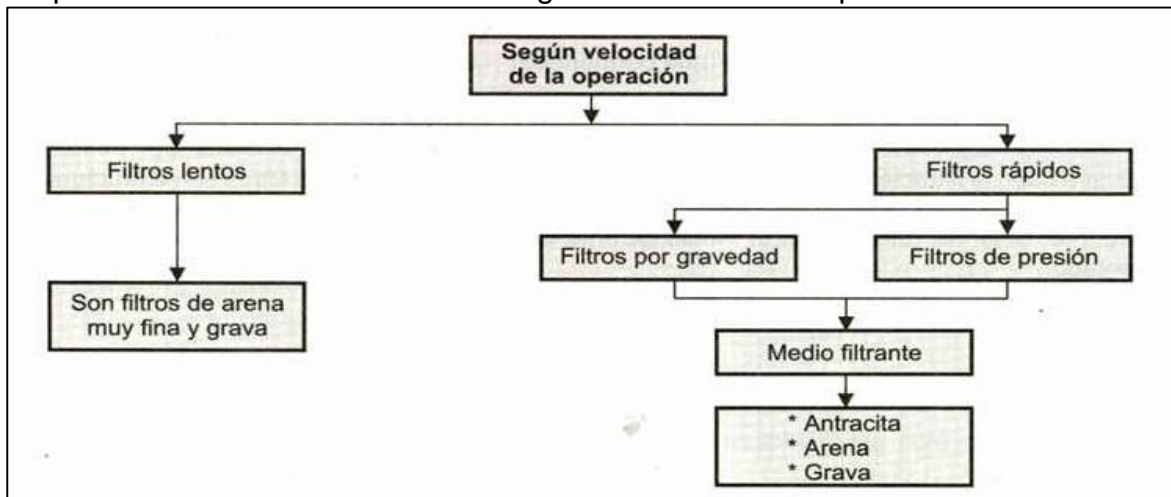 Según velocidad
de la operación
Filtros lentos
Filtros rápidos
Filtros por gravedad
Filtros de presión
Son filtros de arena
muy fina y grava
Medio filtrante
* Antracita
* Arena
* Grava